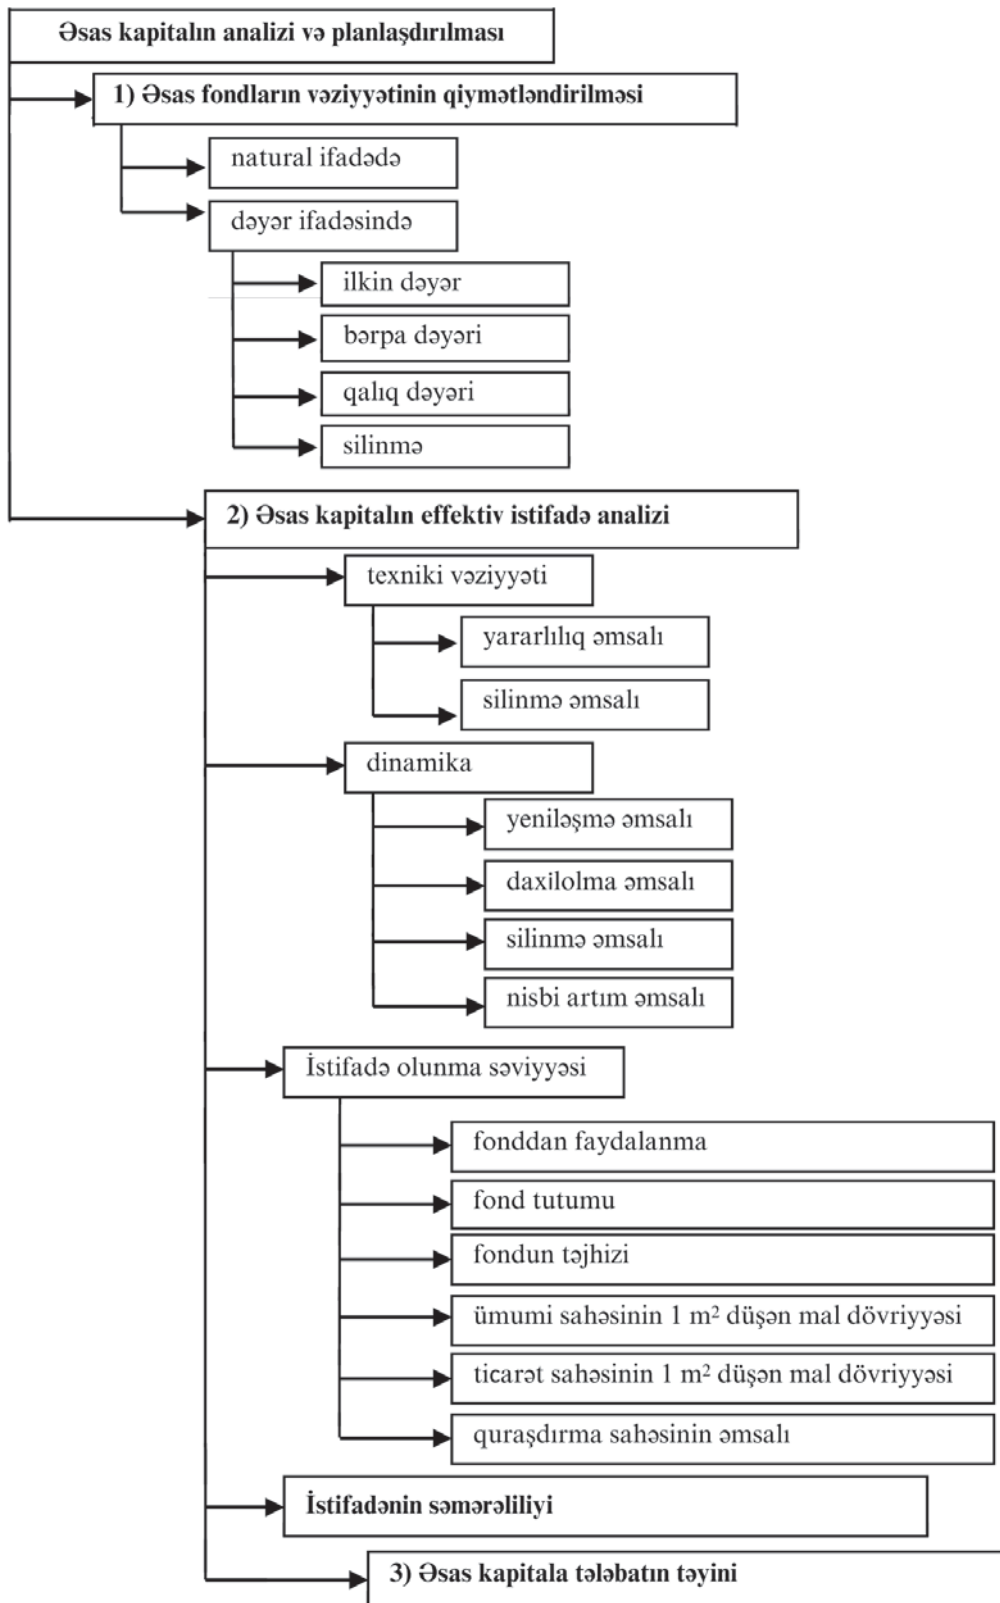 Əsas kapitalın analizi və planlaşdırılması
1) Əsas fondların vəziyyətinin qiymətləndirilməsi
natural ifadədə
dəyər ifadəsində
ilkin dəyər
bərpa dəyəri
qalıq dəyəri
silinmə
2) Əsas kapitalın effektiv istifadə analizi
texniki vəziyyəti
yararlılıq əmsalı
silinmə əmsalı
dinamika
yeniləşmə əmsalı
daxilolma əmsalı
silinmə əmsalı
nisbi artım əmsalı
İstifadə olunma səviyyəsi
fonddan faydalanma
fond tutumu
fondun təjhizi
ümumi sahəsinin 1 m² düşən mal dövriyyəsi
ticarət sahəsinin 1 m² düşən mal dövriyyəsi
quraşdırma sahəsinin əmsalı
İstifadənin səmərəliliyi
3) Əsas kapitala tələbatın təyini